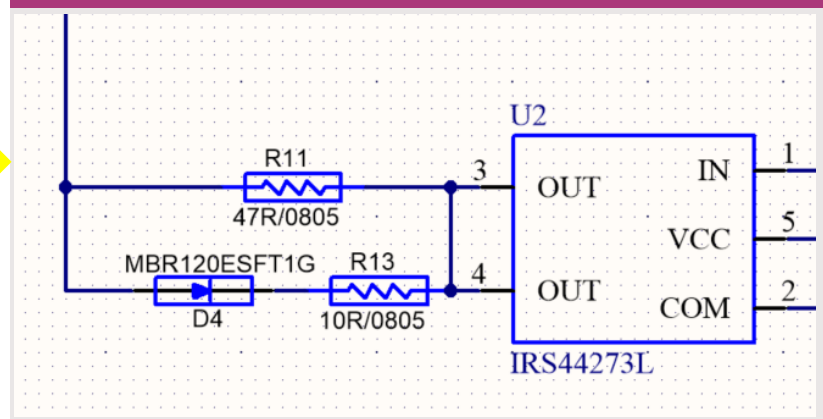 U2
R11
3
OUT
IN
1
47R/0805
VCC
5
MBR120ESFT1G
R13
4
OUT
COM
2
D4
10R/0805
IRS44273L